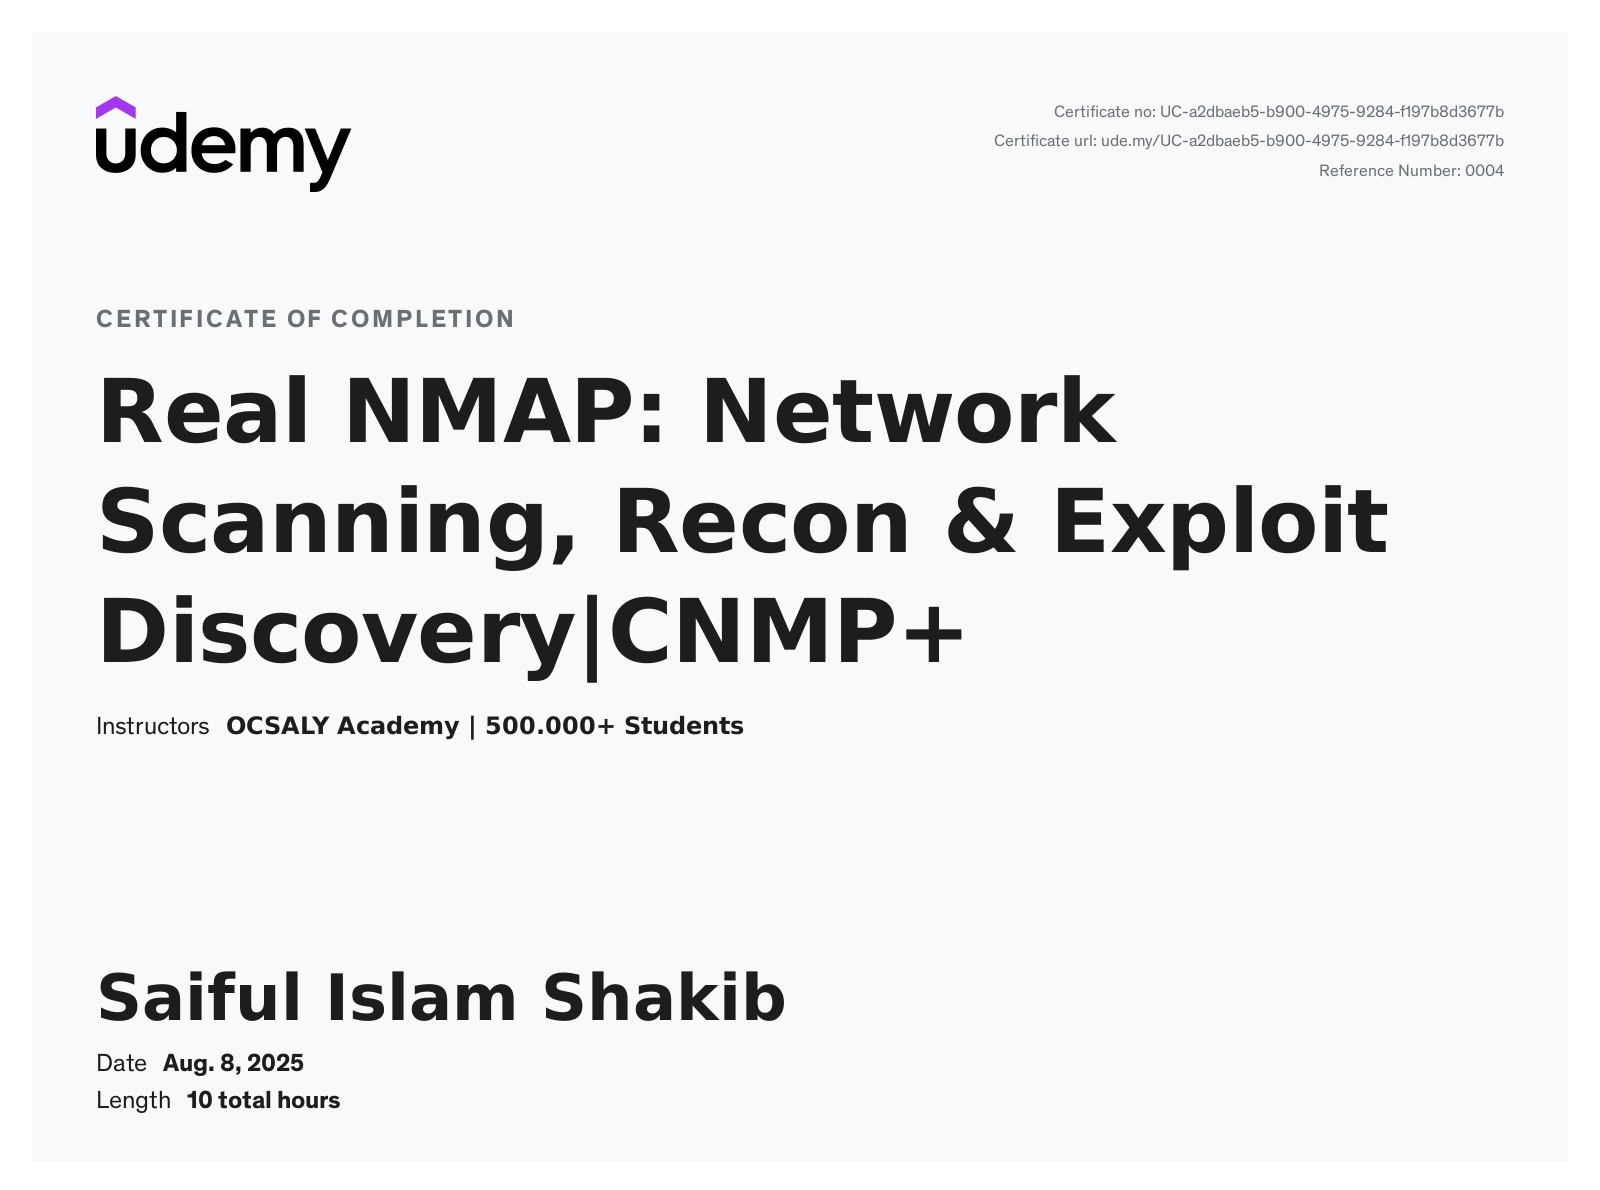 udemy
Certificate no: UC-a2dbaeb5-b900-4975-9284-f197b8d3677b
Certificate url: ude.my/UC-a2dbaeb5-b900-4975-9284-f197b8d3677b
Reference Number: 0004
CERTIFICATE OF COMPLETION
Real NMAP: Network
Scanning, Recon & Exploit
Discovery|CNMP+
Instructors OCSALY Academy | 500.000+ Students
Saiful Islam Shakib
Date Aug. 8, 2025
Length 10 total hours